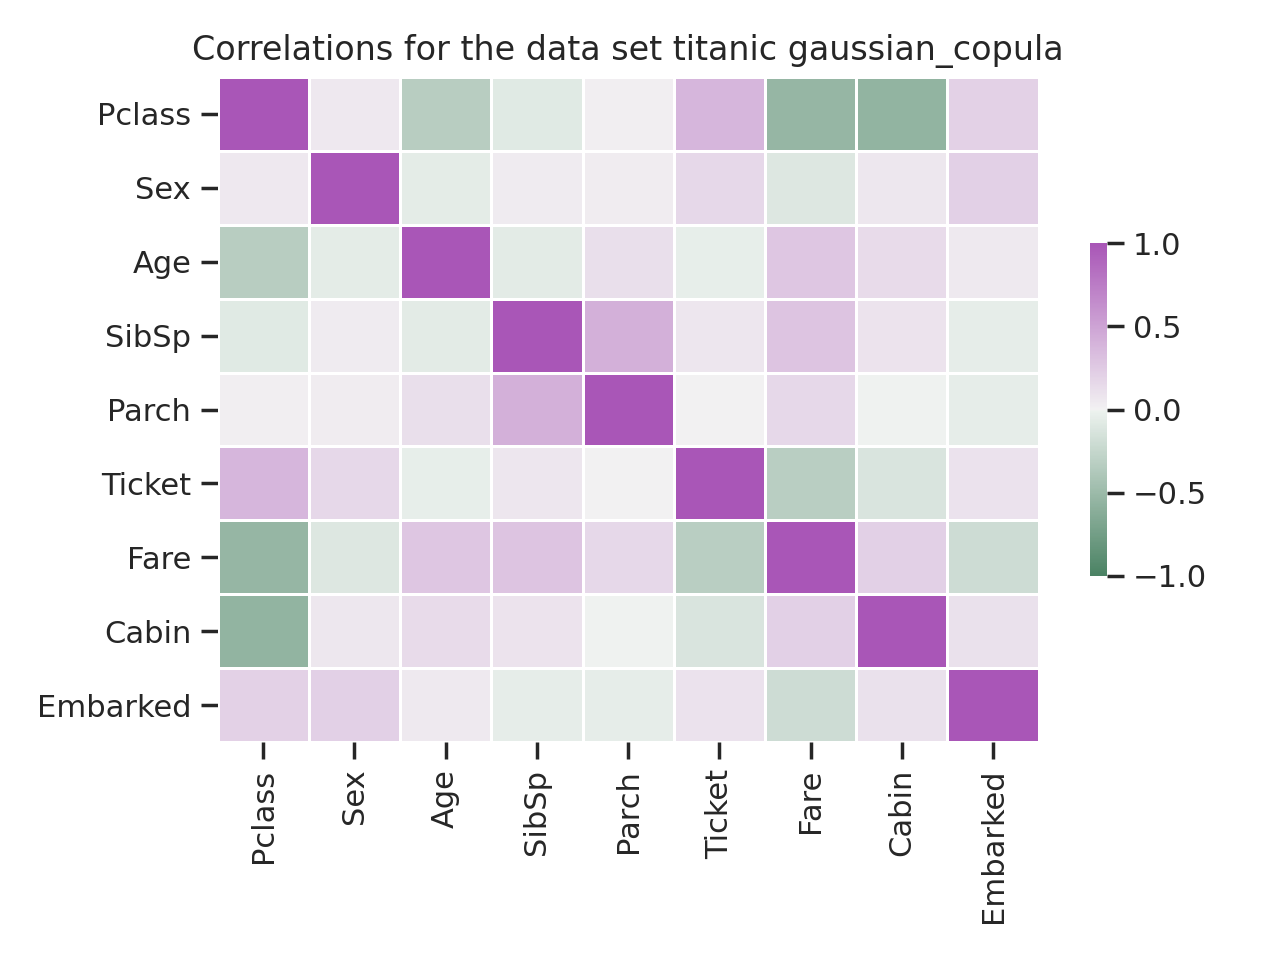 Correlations for the data set titanic gaussian_copula
Pclass
Sex
Age
SibSp
Parch
Ticket
Fare
Cabin
Embarked
Pclass
Sex
Age
SibSp
Parch
Ticket
Fare
Cabin
Embarked
1.0
0.5
0.0
−0.5
−1.0